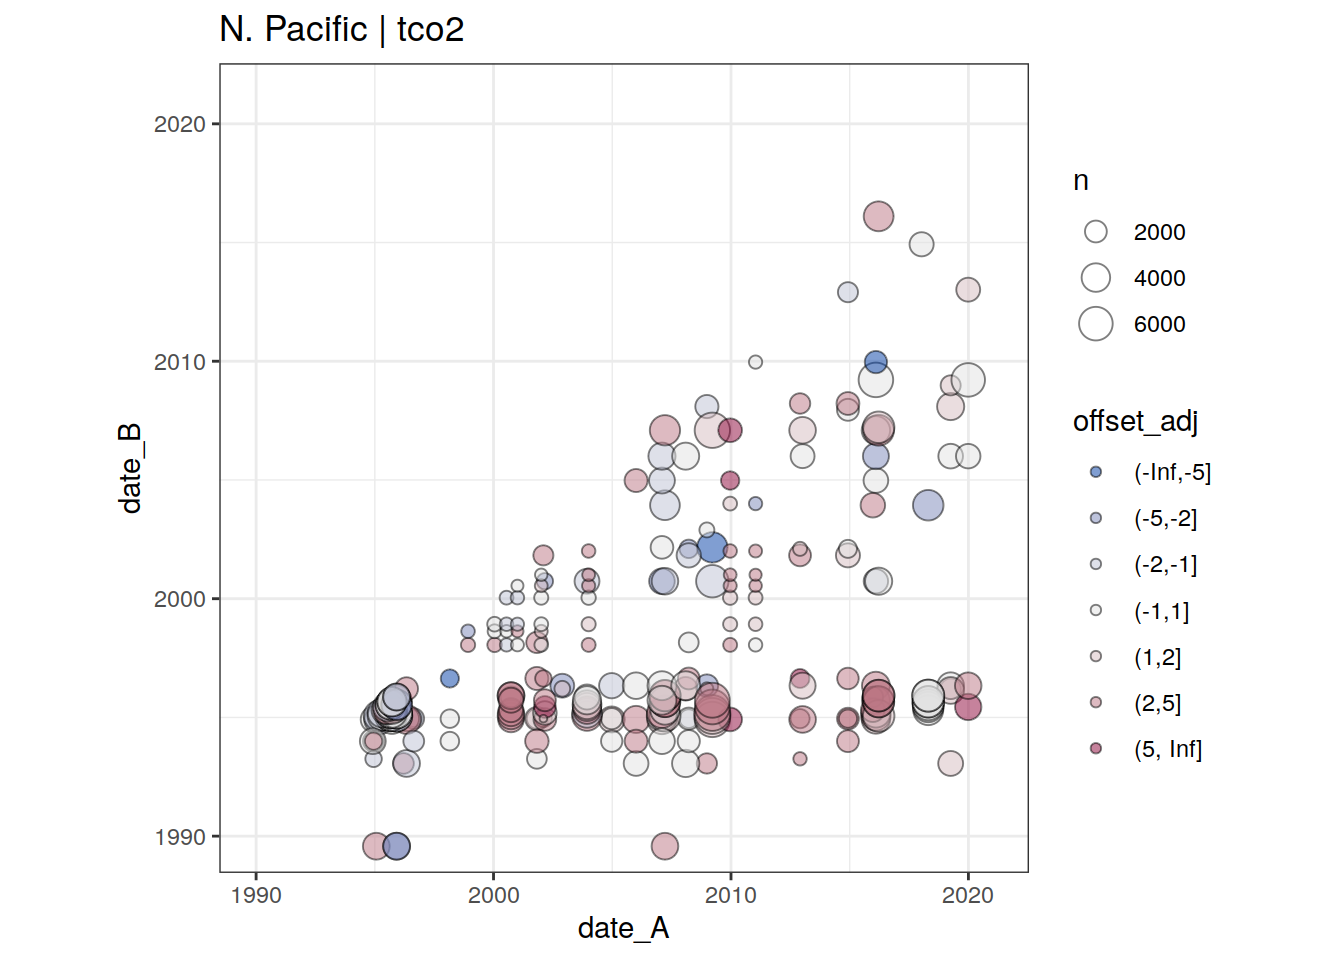 N. Pacific | tco2
2020
2010
2000
1990
1990
2000
2010
2020
date_A
date_B
n
2000
4000
6000
offset_adj
(-Inf,-5]
(-5,-2]
(-2,-1]
(-1,1]
(1,2]
(2,5]
(5, Inf]